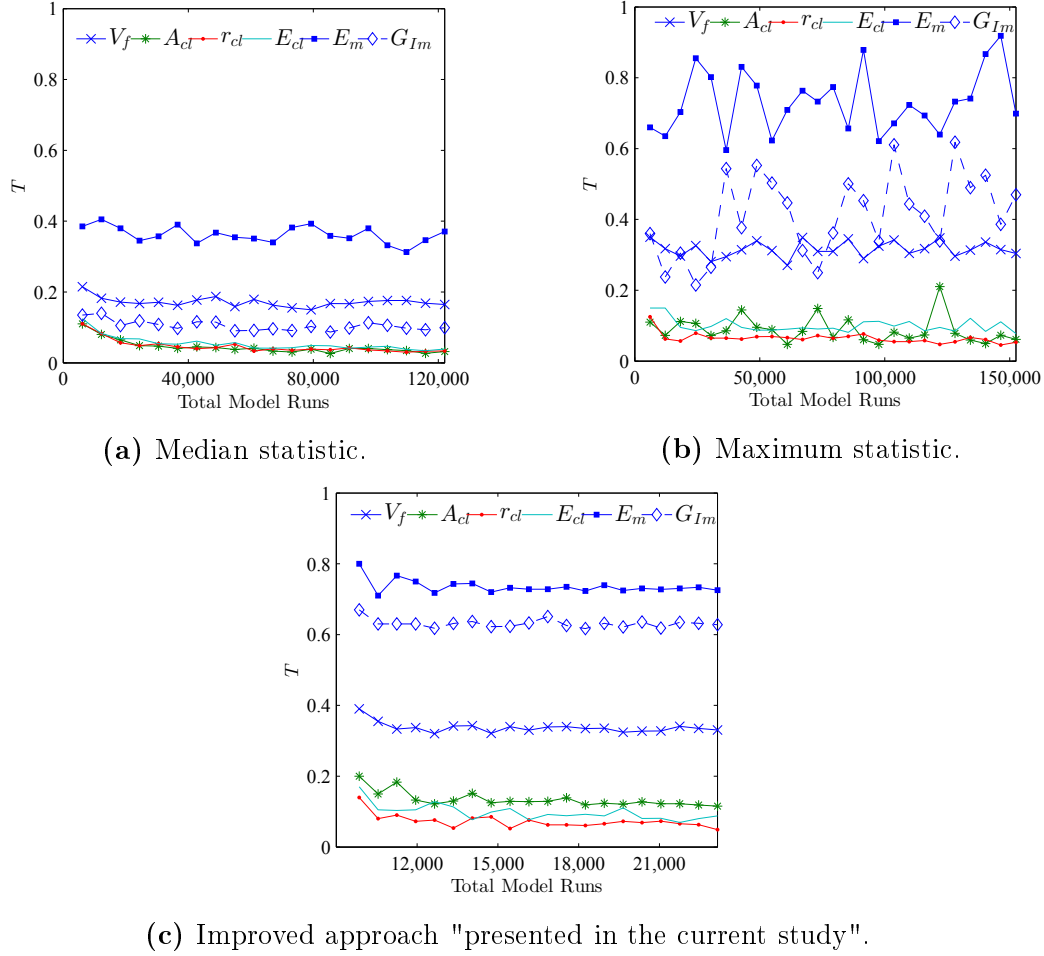 V_f A_cl r_cl E_cl E_m G_Im
1
0.8
0.6
0.4
0.2
0
T
0 40,000 80,000 120,000
Total Model Runs
(a) Median statistic.
V_f A_cl r_cl E_cl E_m G_Im
1
0.8
0.6
0.4
0.2
0
T
0 50,000 100,000 150,000
Total Model Runs
(b) Maximum statistic.
V_f A_cl r_cl E_cl E_m G_Im
1
0.8
0.6
0.4
0.2
0
T
12,000 15,000 18,000 21,000
Total Model Runs
(c) Improved approach "presented in the current study".